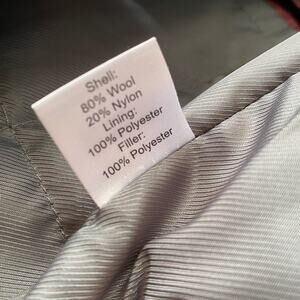 Shell:
80% Wool
20% Nylon
Lining:
100% Polyester
Filler:
100% Polyester